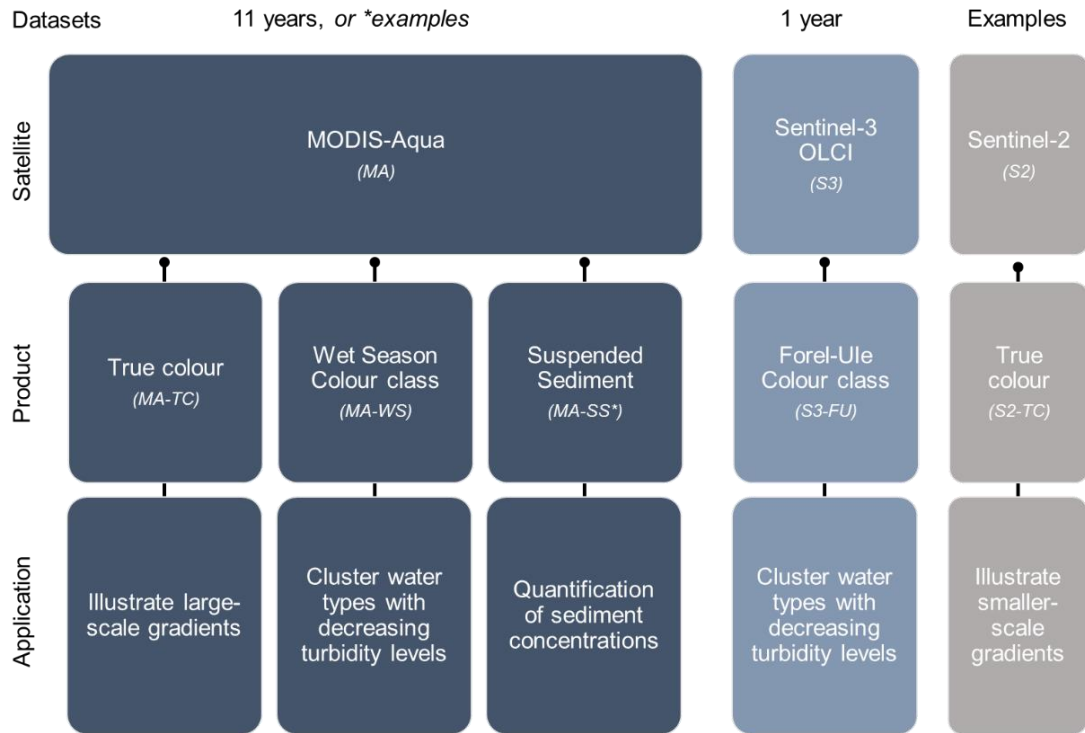 Datasets
11 years, or *examples
1 year
Examples
Satellite
MODIS-Aqua
(MA)
Sentinel-3
OLCI
(S3)
Sentinel-2
(S2)
Product
True colour
(MA-TC)
Wet Season
Colour class
(MA-WS)
Suspended
Sediment
(MA-SS*)
Forel-Ule
Colour class
(S3-FU)
True
colour
(S2-TC)
Application
Illustrate large-
scale gradients
Cluster water
types with
decreasing
turbidity levels
Quantification
of sediment
concentrations
Cluster water
types with
decreasing
turbidity levels
Illustrate
smaller-
scale
gradients